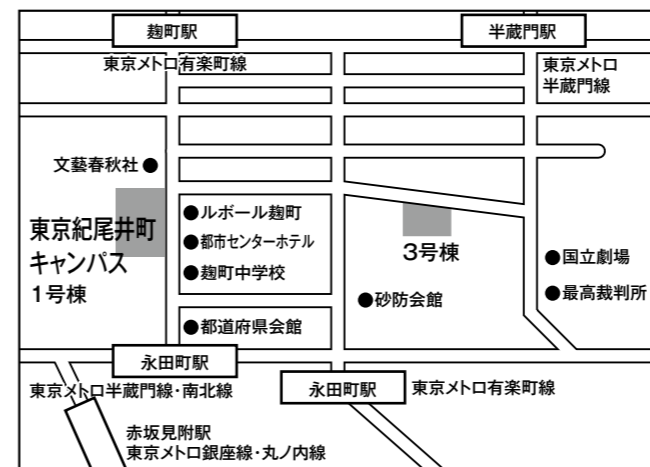 麹町駅
半蔵門駅
東京メトロ有楽町線
東京メトロ
半蔵門線
文藝春秋社
東京紀尾井町
キャンパス
1号棟
ルポール麹町
都市センターホテル
麹町中学校
3号棟
国立劇場
最高裁判所
砂防会館
都道府県会館
永田町駅
東京メトロ半蔵門線・南北線
永田町駅
東京メトロ有楽町線
赤坂見附駅
東京メトロ銀座線・丸ノ内線